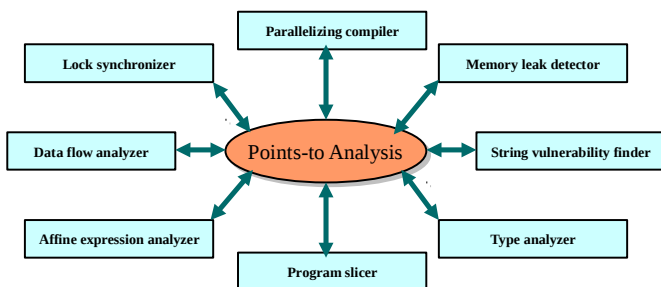 Parallelizing compiler
Lock synchronizer
Memory leak detector
Data flow analyzer
Points-to Analysis
String vulnerability finder
Affine expression analyzer
Type analyzer
Program slicer